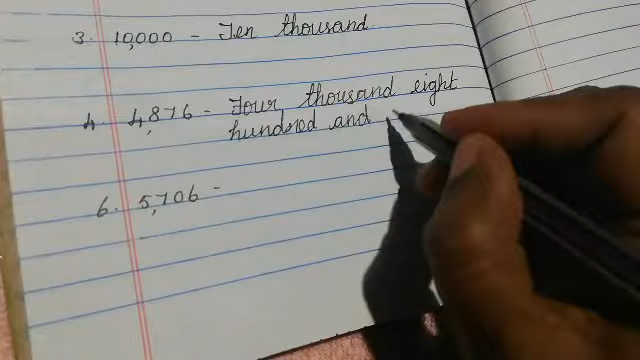 3. 10,000 - Ten thousand
4. 4,876 - Four thousand eight
hundred and
6. 5,706 -